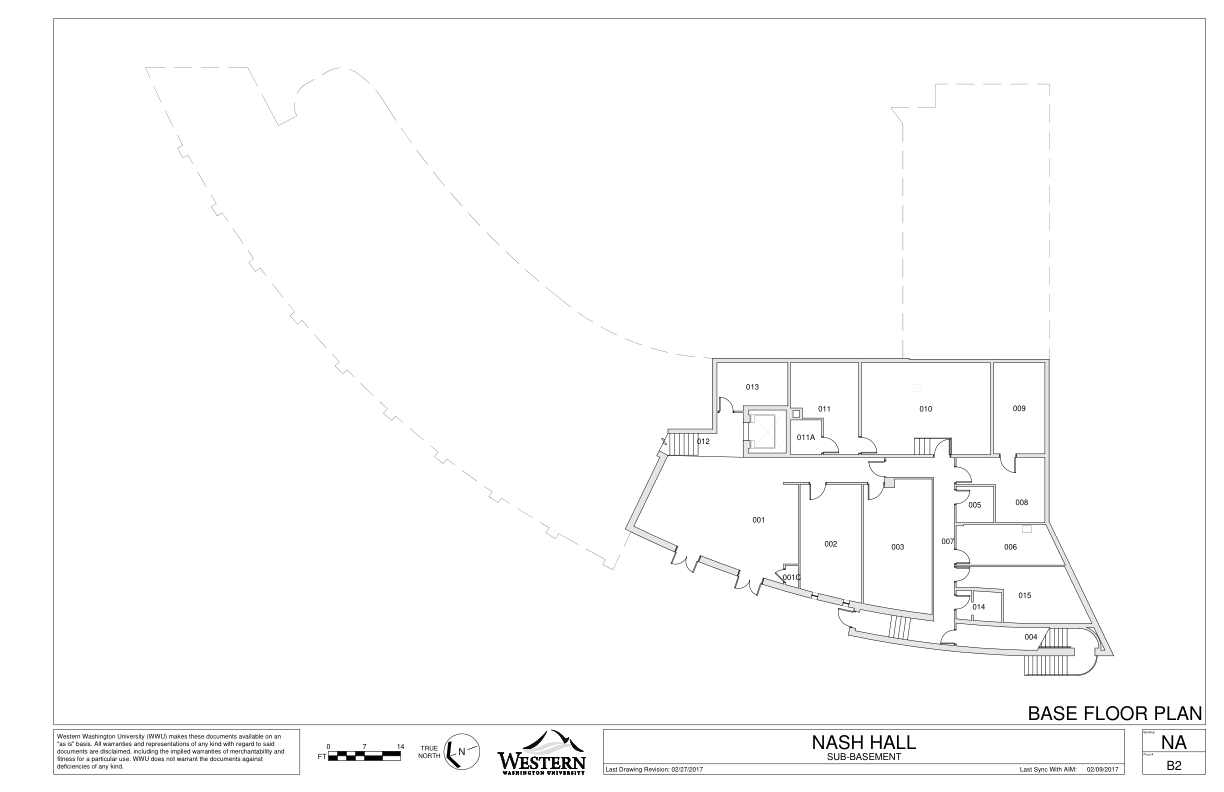 013
011
010
009
012
011A
005
008
001
002
003
007
006
001C
015
014
004
BASE FLOOR PLAN
Western Washington University (WWU) makes these documents available on an
"as is" basis. All warranties and representations of any kind with regard to said
documents are disclaimed, including the implied warranties of merchantability and
fitness for a particular use. WWU does not warrant the documents against
deficiencies of any kind.
0 7 14
FT
TRUE
NORTH
N
WESTERN
WASHINGTON UNIVERSITY
NASH HALL
SUB-BASEMENT
Last Drawing Revision: 02/27/2017
Last Sync With AIM: 02/09/2017
Building
NA
B2